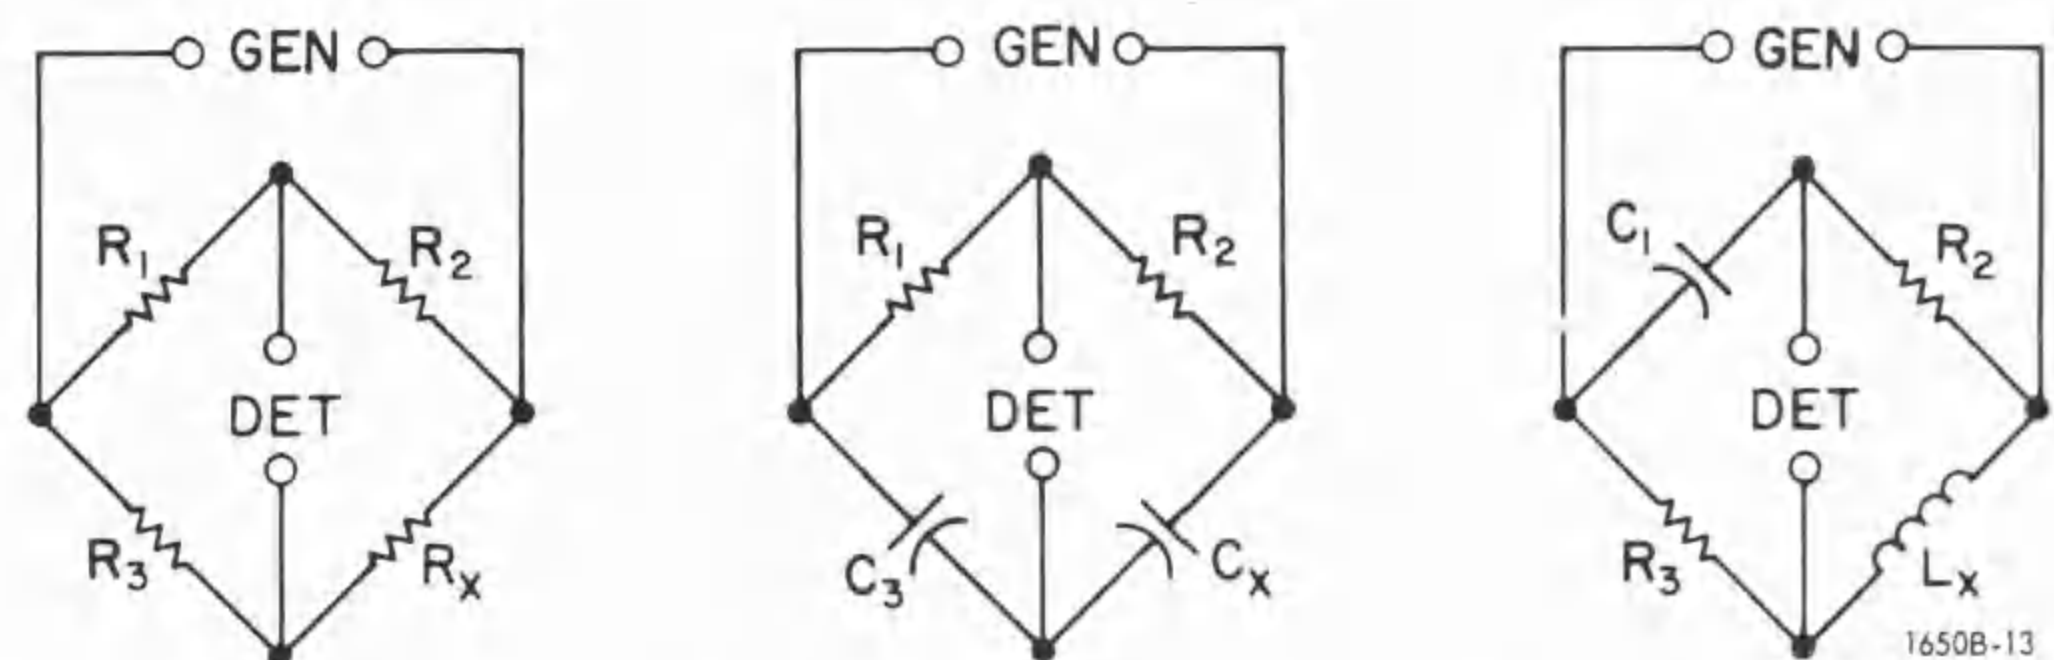 GEN
R₁
R₂
DET
R₃
Rₓ
GEN
R₁
R₂
DET
C₃
Cₓ
GEN
C₁
R₂
DET
R₃
Lₓ
1650B-13